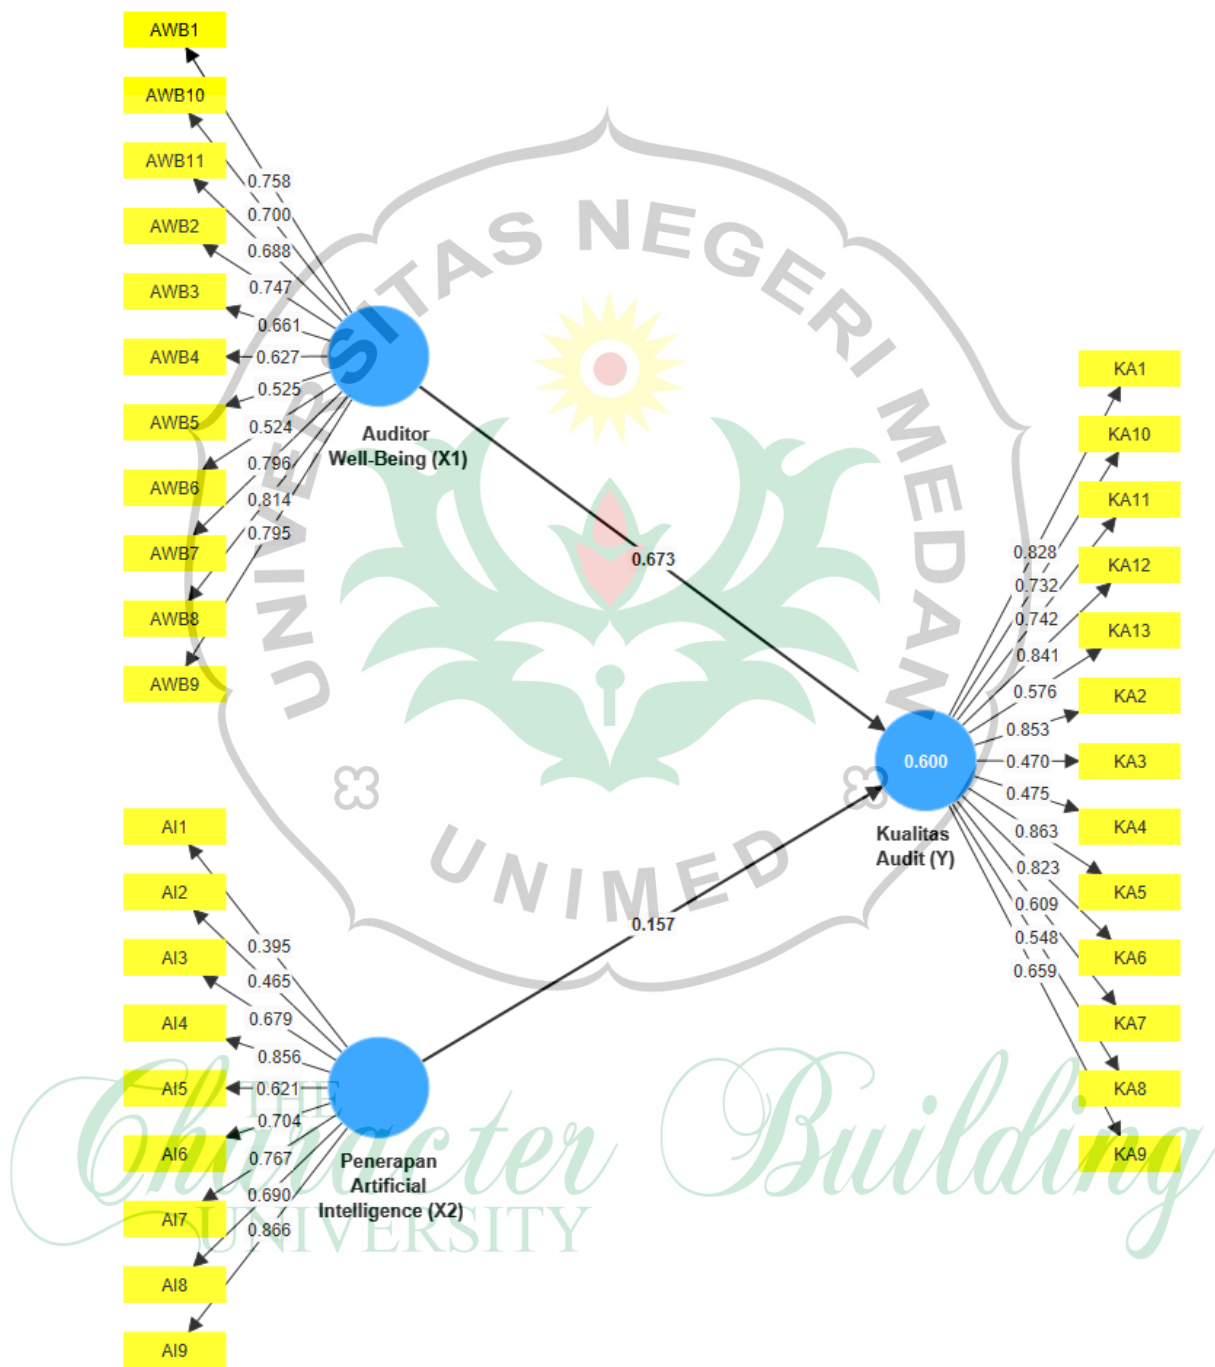 AWB1
AWB10
AWB11
AWB2
AWB3
AWB4
AWB5
AWB6
AWB7
AWB8
AWB9
0.758
0.700
0.688
0.747
0.661
0.627
0.525
0.524
0.796
0.814
0.795
Auditor
Well-Being (X1)
0.673
AI1
AI2
AI3
AI4
AI5
AI6
AI7
AI8
AI9
0.395
0.465
0.679
0.856
0.621
0.704
0.767
0.690
0.866
Penerapan
Artificial
Intelligence (X2)
0.157
0.600
Kualitas
Audit (Y)
0.828
0.732
0.742
0.841
0.576
0.853
0.470
0.475
0.863
0.823
0.609
0.548
0.659
KA1
KA10
KA11
KA12
KA13
KA2
KA3
KA4
KA5
KA6
KA7
KA8
KA9
UNIVERSITAS NEGERI MEDAN
UNIMED
THE
Character Building
UNIVERSITY